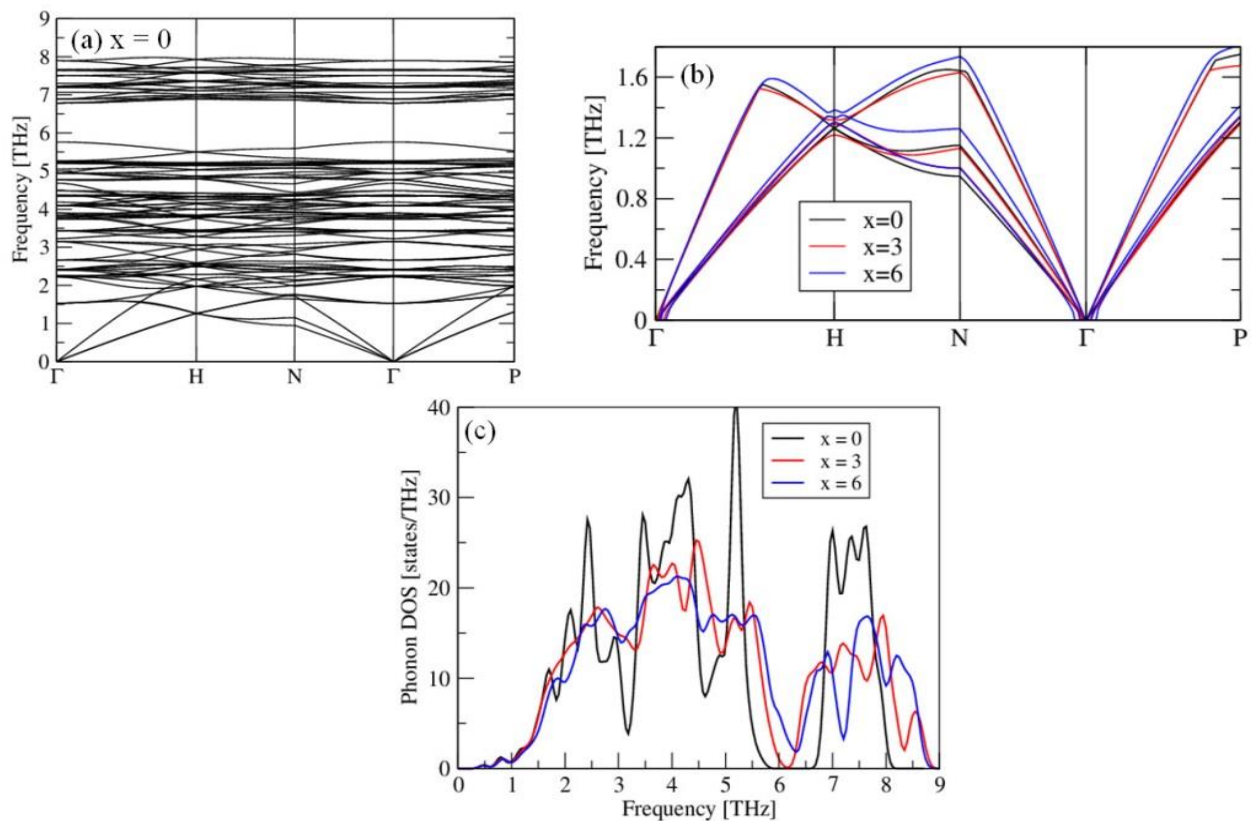 (a) x = 0
Frequency [THz]
9
8
7
6
5
4
3
2
1
0
Γ H N Γ P
(b)
Frequency [THz]
1.6
1.2
0.8
0.4
0
x=0
x=3
x=6
Γ H N Γ P
(c)
Phonon DOS [states/THz]
40
30
20
10
0
x = 0
x = 3
x = 6
0 1 2 3 4 5 6 7 8 9
Frequency [THz]